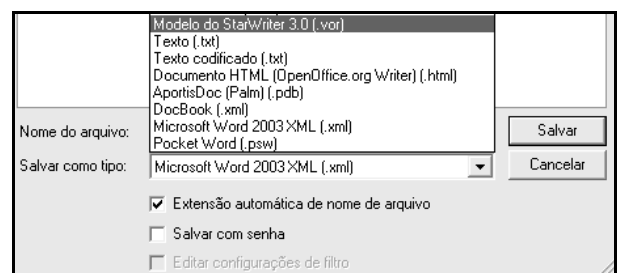 Modelo do StarWriter 3.0 (.vor)
Texto (.txt)
Texto codificado (.txt)
Documento HTML (OpenOffice.org Writer) (.html)
AportisDoc (Palm) (.pdb)
DocBook (.xml)
Microsoft Word 2003 XML (.xml)
Pocket Word (.psw)
Nome do arquivo:
Salvar
Salvar como tipo:
Microsoft Word 2003 XML (.xml)
Cancelar
Extensão automática de nome de arquivo
Salvar com senha
Editar configurações de filtro